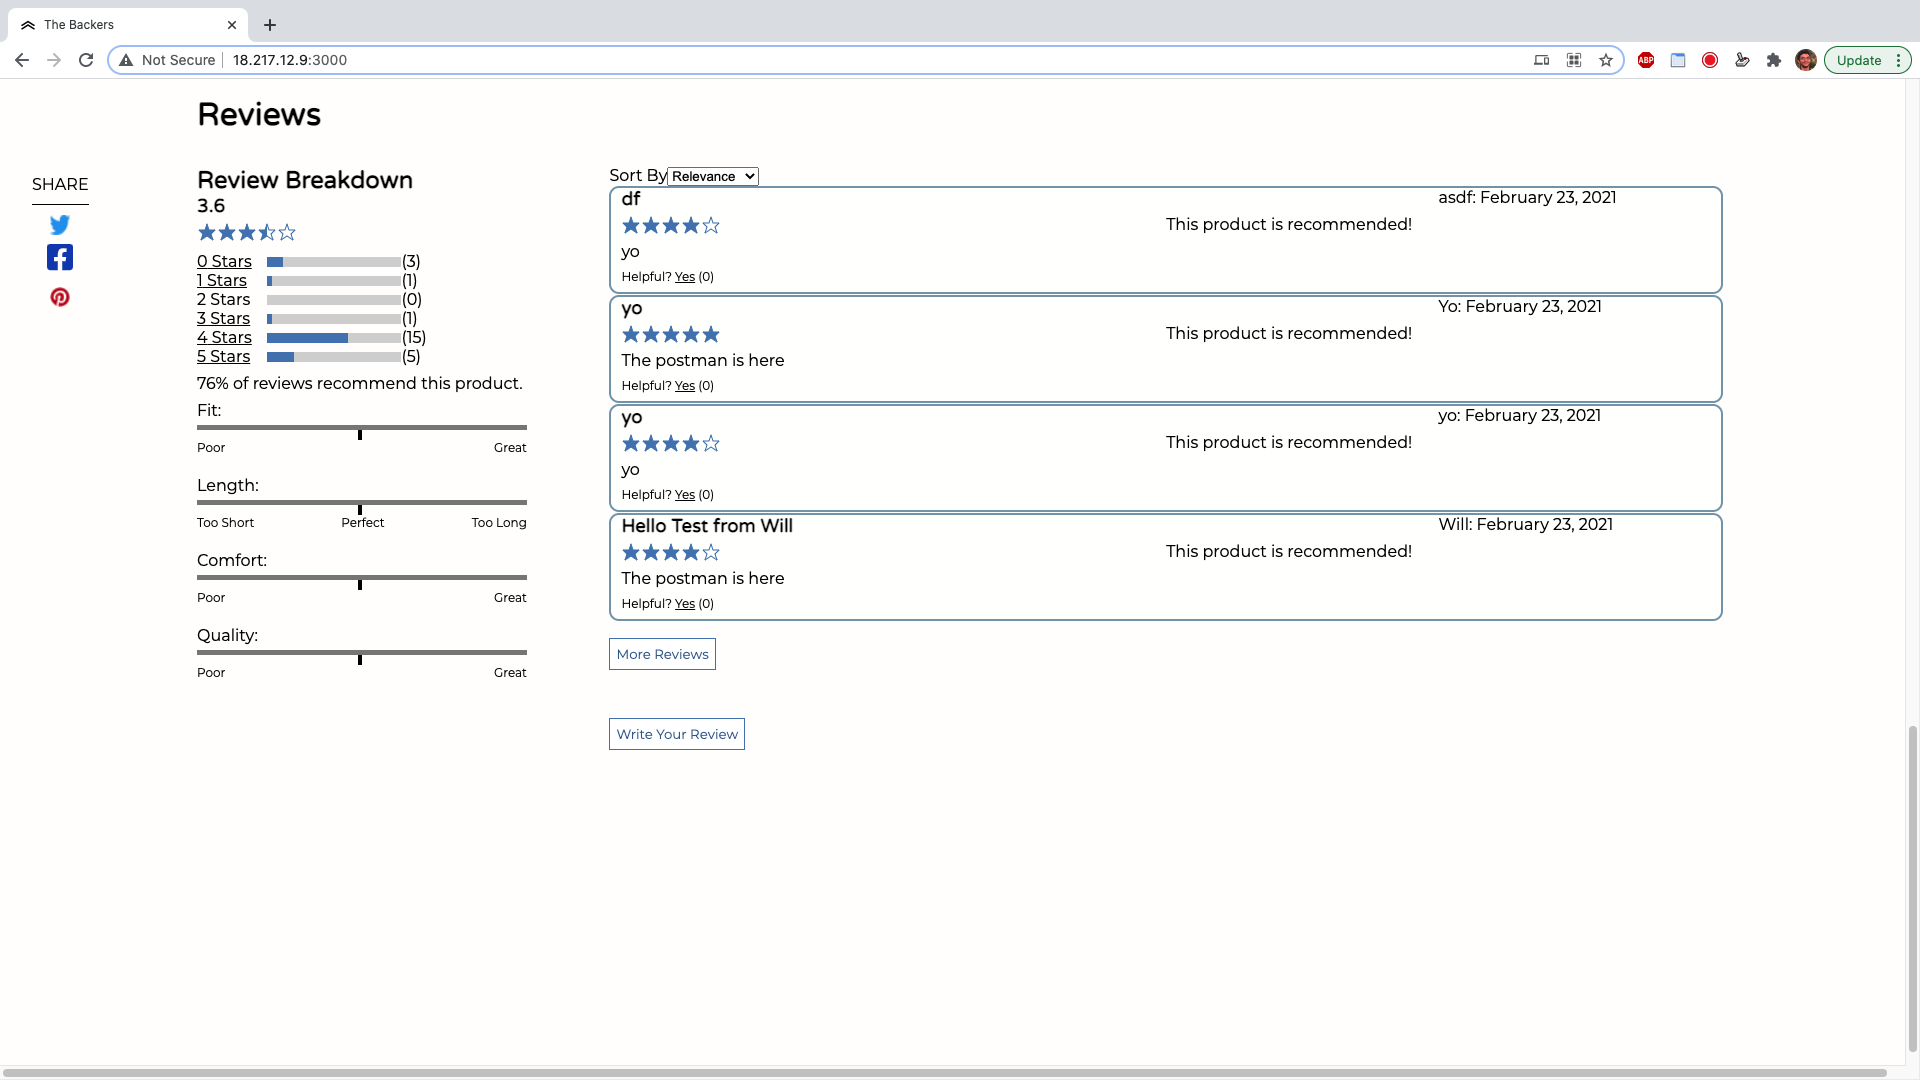 The Backers
Not Secure
18.217.12.9:3000
ABP
Update
Reviews
SHARE
Review Breakdown
3.6
0 Stars (3)
1 Stars (1)
2 Stars (0)
3 Stars (1)
4 Stars (15)
5 Stars (5)
76% of reviews recommend this product.
Fit:
Poor Great
Length:
Too Short Perfect Too Long
Comfort:
Poor Great
Quality:
Poor Great
Sort By Relevance
df asdf: February 23, 2021
This product is recommended!
yo
Helpful? Yes (0)
yo Yo: February 23, 2021
This product is recommended!
The postman is here
Helpful? Yes (0)
yo yo: February 23, 2021
This product is recommended!
yo
Helpful? Yes (0)
Hello Test from Will Will: February 23, 2021
This product is recommended!
The postman is here
Helpful? Yes (0)
More Reviews
Write Your Review